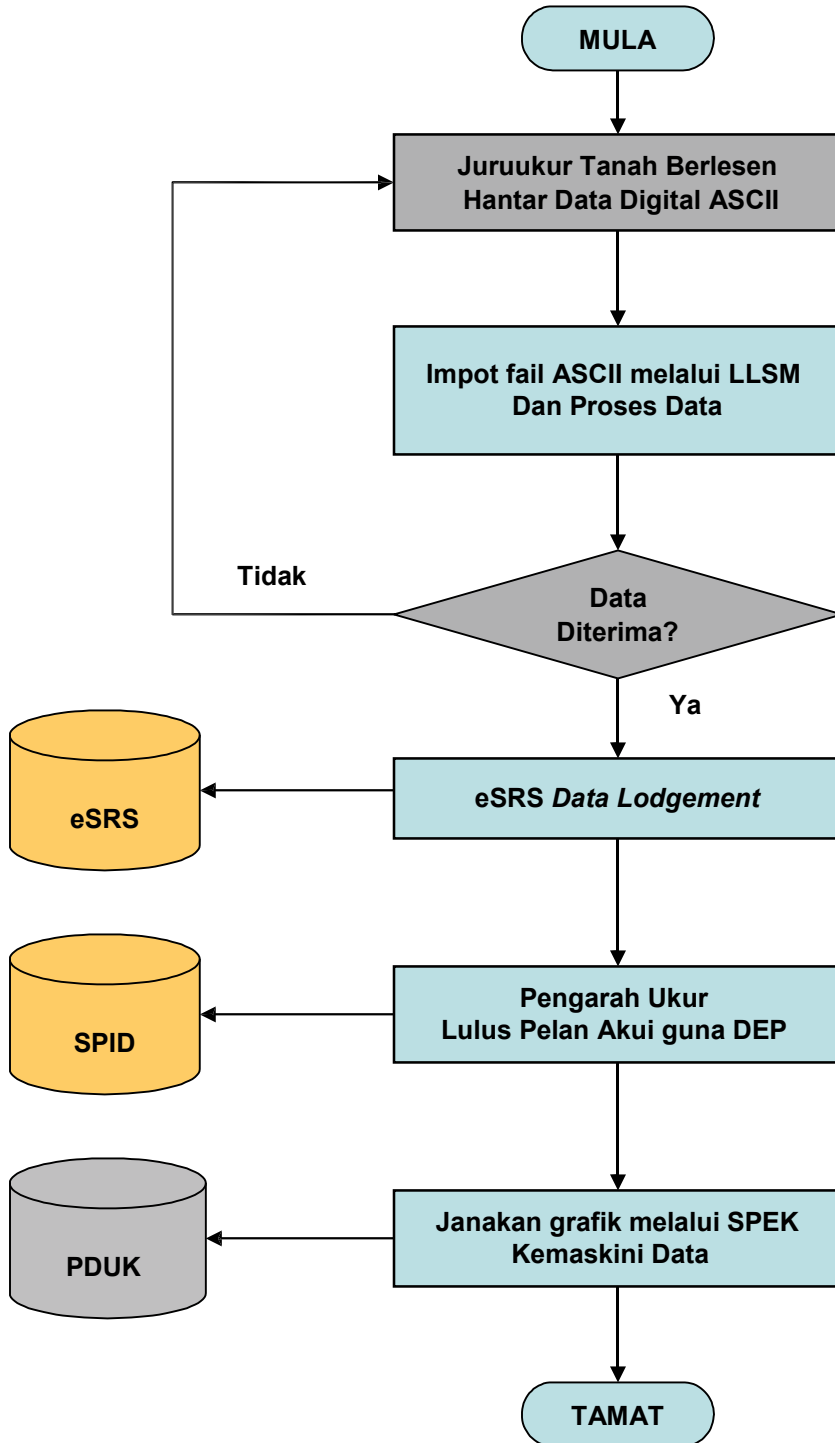 MULA
Juruukur Tanah Berlesen
Hantar Data Digital ASCII
Impot fail ASCII melalui LLSM
Dan Proses Data
Tidak
Data
Diterima?
Ya
eSRS
eSRS Data Lodgement
SPID
Pengarah Ukur
Lulus Pelan Akui guna DEP
PDUK
Janakan grafik melalui SPEK
Kemaskini Data
TAMAT